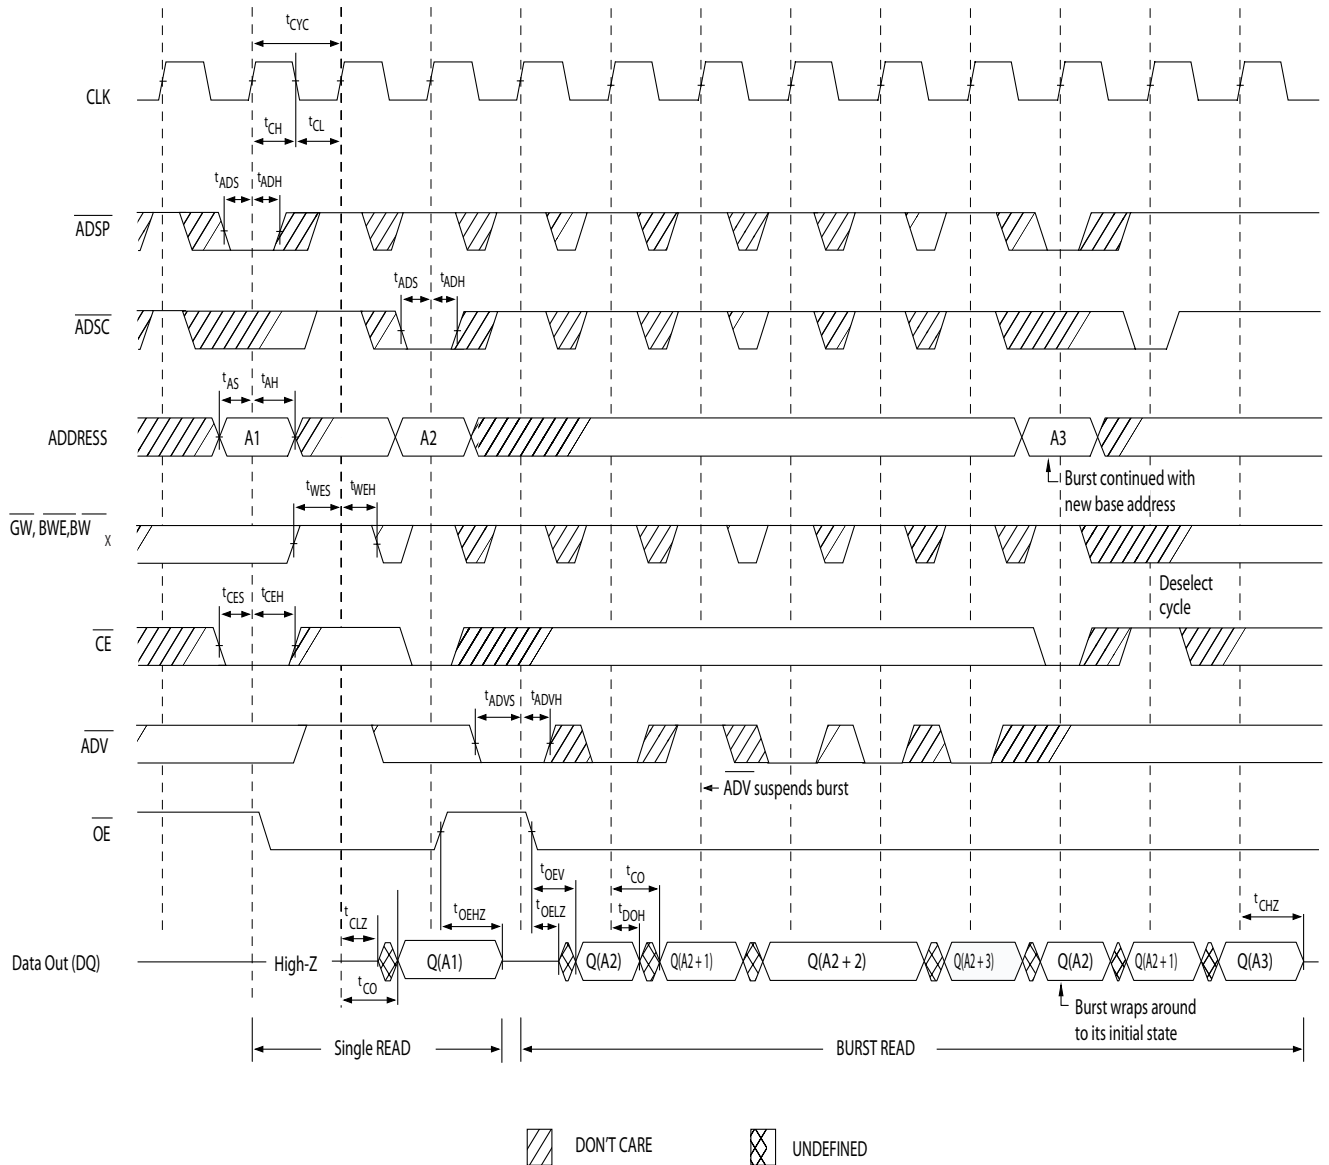 tCYC
CLK
tCH tCL
tADS tADH
ADSP
tADS tADH
ADSC
tAS tAH
ADDRESS A1 A2 A3
Burst continued with
new base address
tWES tWEH
GW, BWE,BW X
Deselect
cycle
tCES tCEH
CE
tADVS tADVH
ADV
ADV suspends burst
OE
tOEV tCO
tCLZ tOEHZ tOELZ tDOH tCHZ
Data Out (DQ) High-Z Q(A1) Q(A2) Q(A2 + 1) Q(A2 + 2) Q(A2 + 3) Q(A2) Q(A2 + 1) Q(A3)
tCO
Burst wraps around
to its initial state
Single READ BURST READ
DON'T CARE UNDEFINED